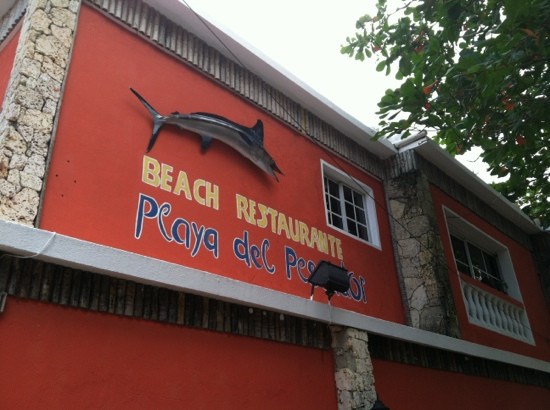 BEACH RESTAURANTE
Playa del